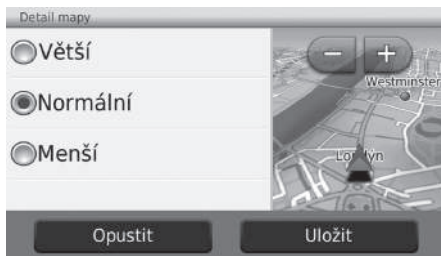 Detail mapy
Větší
Normální
Menší
Westminster
Londýn
Opustit
Uložit